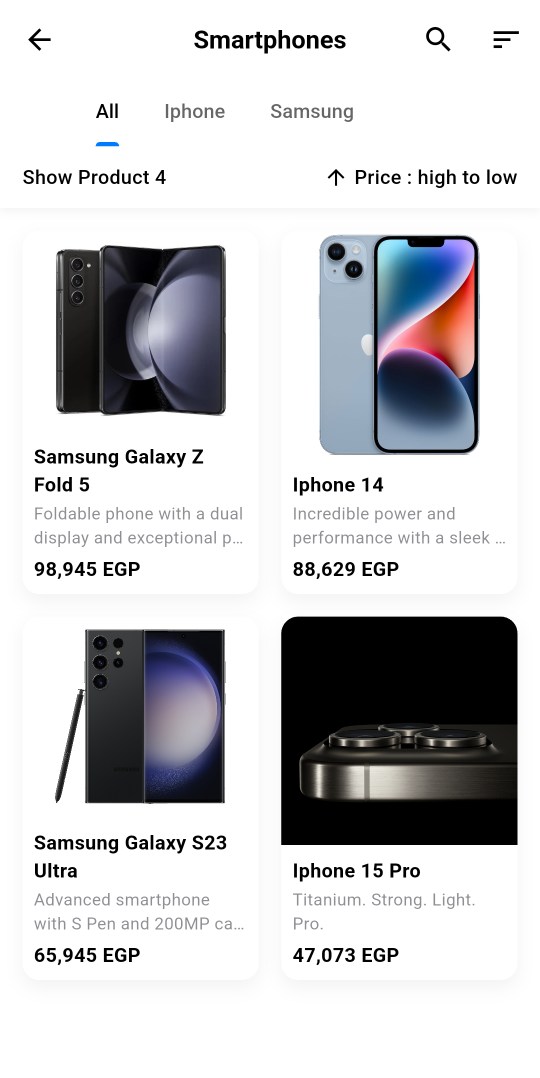 Smartphones
All Iphone Samsung
Show Product 4
Price : high to low
Samsung Galaxy Z
Fold 5
Foldable phone with a dual
display and exceptional p...
98,945 EGP
Iphone 14
Incredible power and
performance with a sleek ...
88,629 EGP
Samsung Galaxy S23
Ultra
Advanced smartphone
with S Pen and 200MP ca...
65,945 EGP
Iphone 15 Pro
Titanium. Strong. Light.
Pro.
47,073 EGP